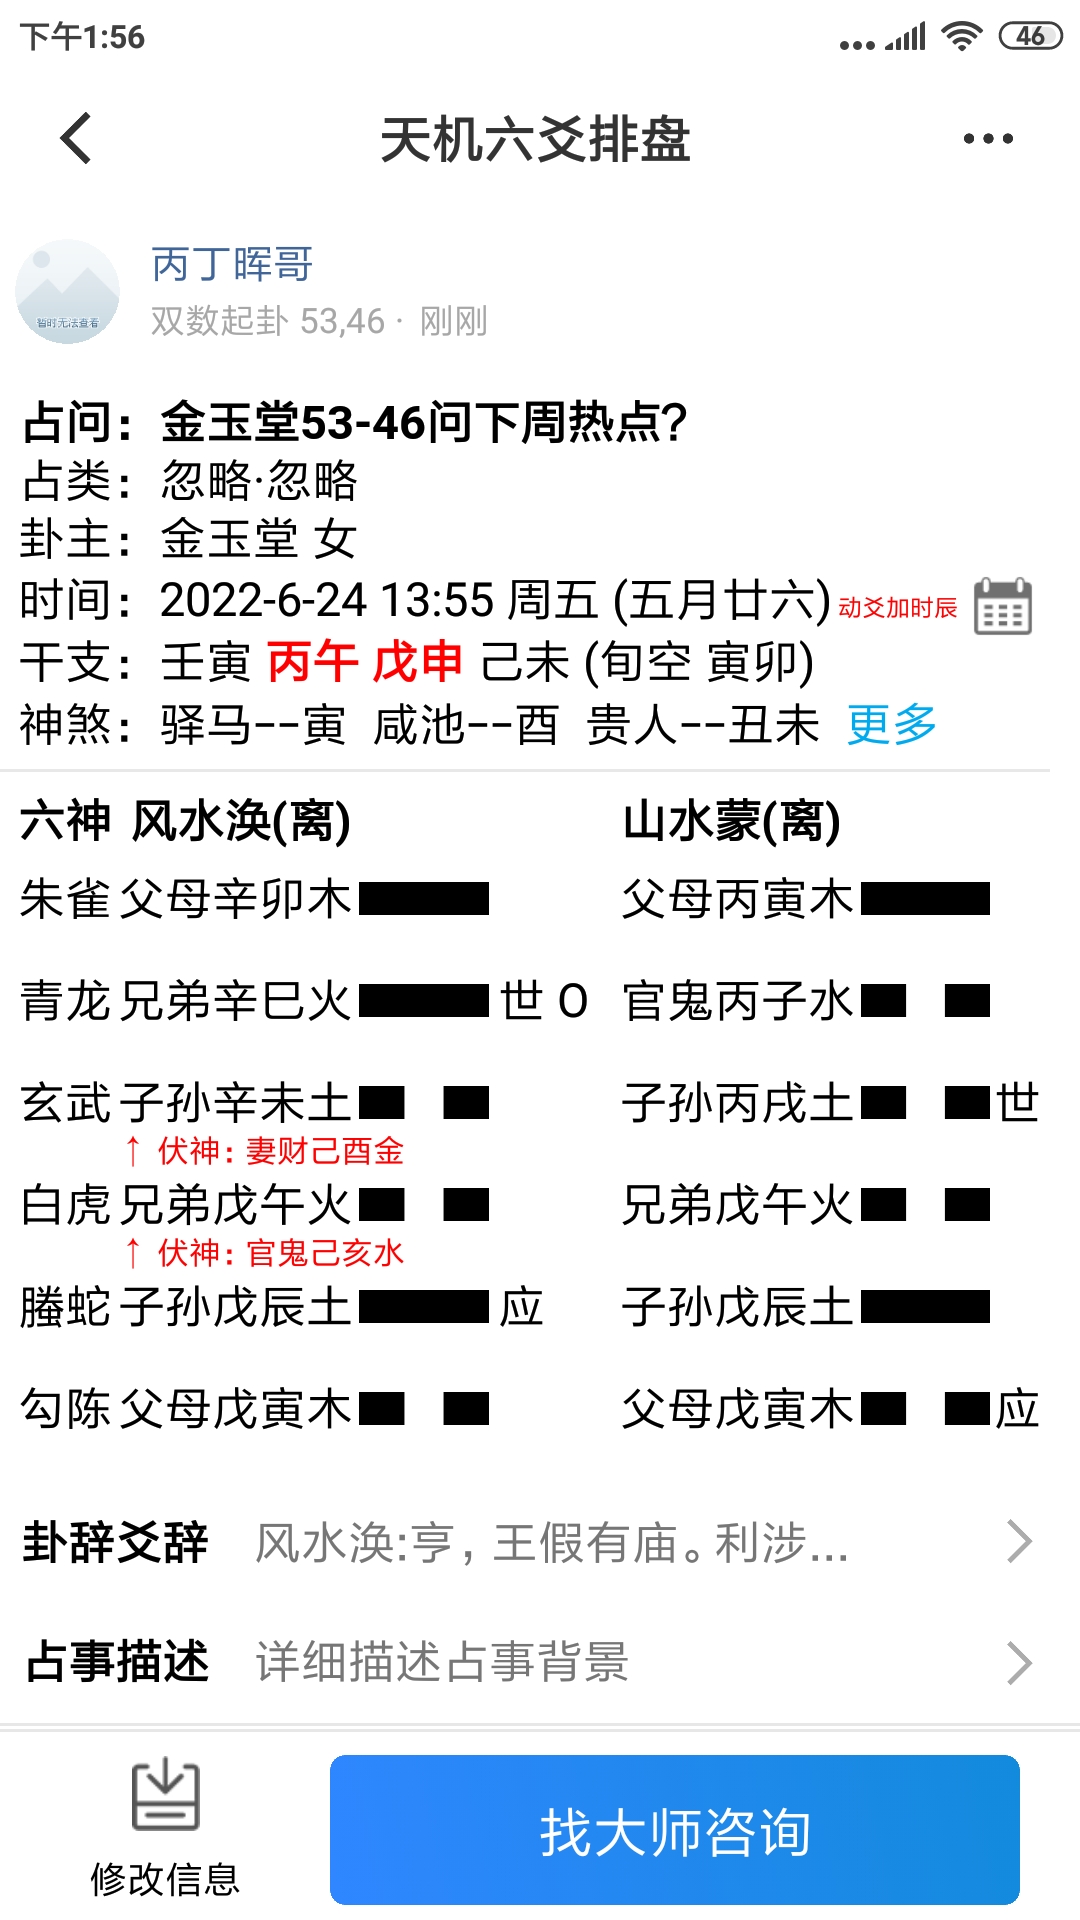 下午1:56
46
天机六爻排盘
暂时无法查看
丙丁晖哥
双数起卦 53,46 · 刚刚
占问：金玉堂53-46问下周热点?
占类：忽略·忽略
卦主：金玉堂 女
时间：2022-6-24 13:55 周五 (五月廿六) 动爻加时辰
干支：壬寅 丙午 戊申 己未 (旬空 寅卯)
神煞：驿马--寅 咸池--酉 贵人--丑未 更多
六神 风水涣(离) 山水蒙(离)
朱雀 父母辛卯木 父母丙寅木
青龙 兄弟辛巳火 世 O 官鬼丙子水
玄武 子孙辛未土 子孙丙戌土 世
↑ 伏神: 妻财己酉金
白虎 兄弟戊午火 兄弟戊午火
↑ 伏神: 官鬼己亥水
螣蛇 子孙戊辰土 应 子孙戊辰土
勾陈 父母戊寅木 父母戊寅木 应
卦辞爻辞 风水涣:亨，王假有庙。利涉...
占事描述 详细描述占事背景
修改信息
找大师咨询